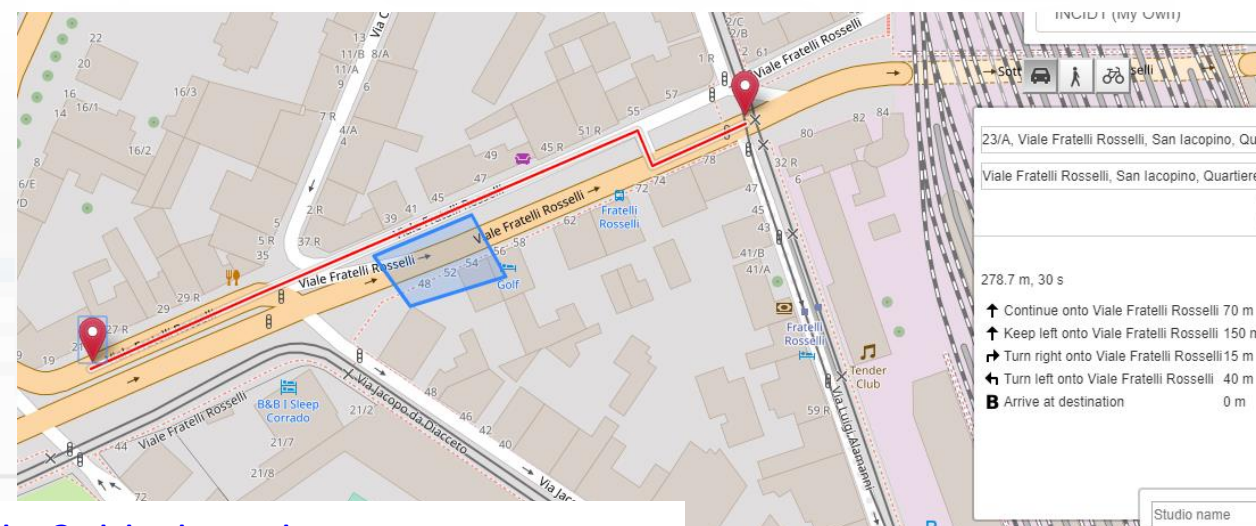 INCIDT (My Own)
23/A, Viale Fratelli Rosselli, San Iacopino, Qu
Viale Fratelli Rosselli, San Iacopino, Quartiere
278.7 m, 30 s
Continue onto Viale Fratelli Rosselli 70 m
Keep left onto Viale Fratelli Rosselli 150 m
Turn right onto Viale Fratelli Rosselli 15 m
Turn left onto Viale Fratelli Rosselli 40 m
B Arrive at destination 0 m
Studio name
22
20
16
16/1
14
16/3
16/2
8
13
11/B 8/A
11/A
9
6
7 R
4/A
4
2/C
2/B
2
61
1 R
Viale Fratelli Rosselli
57
55
51 R
45 R
49
47
45
41
39
2 R
5
5 R
37 R
35
Viale Fratelli Rosselli
Viale Fratelli Rosselli
62
72
74
78
80
82
84
32 R
47
45
43
41/B
41/A
Fratelli
Rosselli
58
56
54
52
48
Golf
29 R
29
27 R
19
Viale Fratelli Rosselli
44
B&B I Sleep
Corrado
21/2
21/7
21/8
Via Jacopo da Diacceto
48
46
42
40
72
Fratelli
Rosselli
Tender
Club
59 R
Via Luigi Alamanni
B